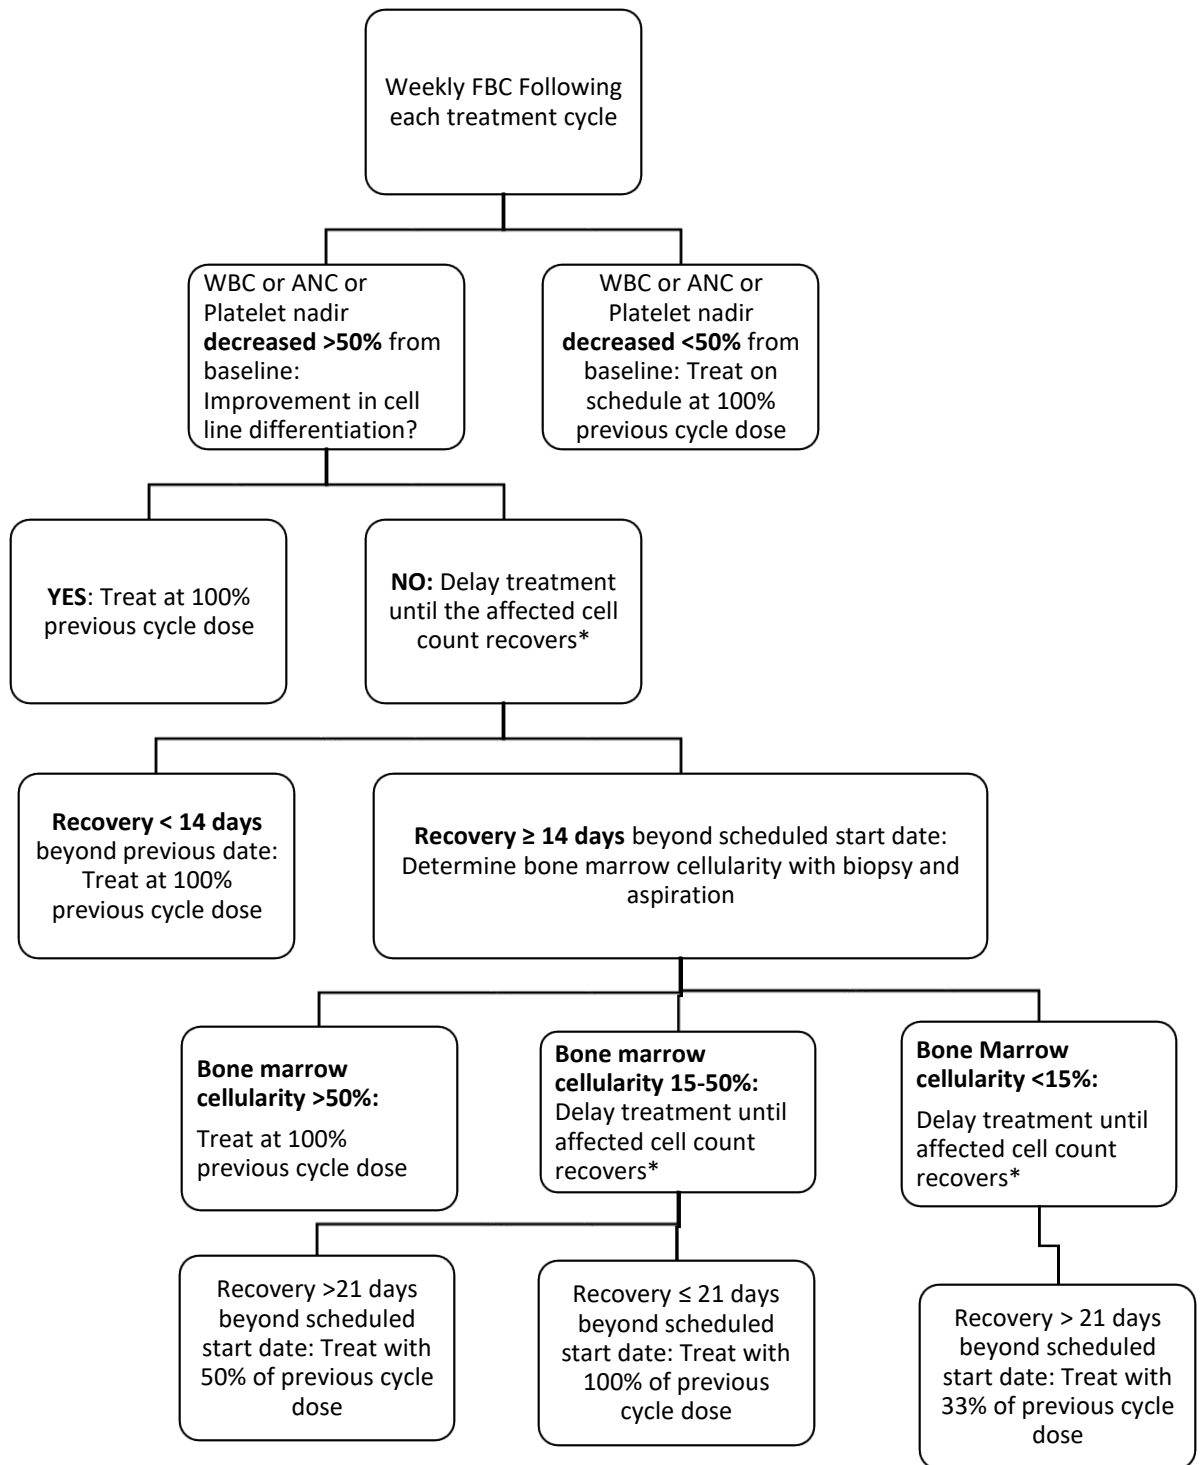 Weekly FBC Following
each treatment cycle
WBC or ANC or
Platelet nadir
decreased >50% from
baseline:
Improvement in cell
line differentiation?
WBC or ANC or
Platelet nadir
decreased <50% from
baseline: Treat on
schedule at 100%
previous cycle dose
YES: Treat at 100%
previous cycle dose
NO: Delay treatment
until the affected cell
count recovers*
Recovery < 14 days
beyond previous date:
Treat at 100%
previous cycle dose
Recovery ≥ 14 days beyond scheduled start date:
Determine bone marrow cellularity with biopsy and
aspiration
Bone marrow
cellularity >50%:
Treat at 100%
previous cycle dose
Bone marrow
cellularity 15-50%:
Delay treatment until
affected cell count
recovers*
Bone Marrow
cellularity <15%:
Delay treatment until
affected cell count
recovers*
Recovery >21 days
beyond scheduled
start date: Treat with
50% of previous cycle
dose
Recovery ≤ 21 days
beyond scheduled
start date: Treat with
100% of previous
cycle dose
Recovery > 21 days
beyond scheduled
start date: Treat with
33% of previous cycle
dose